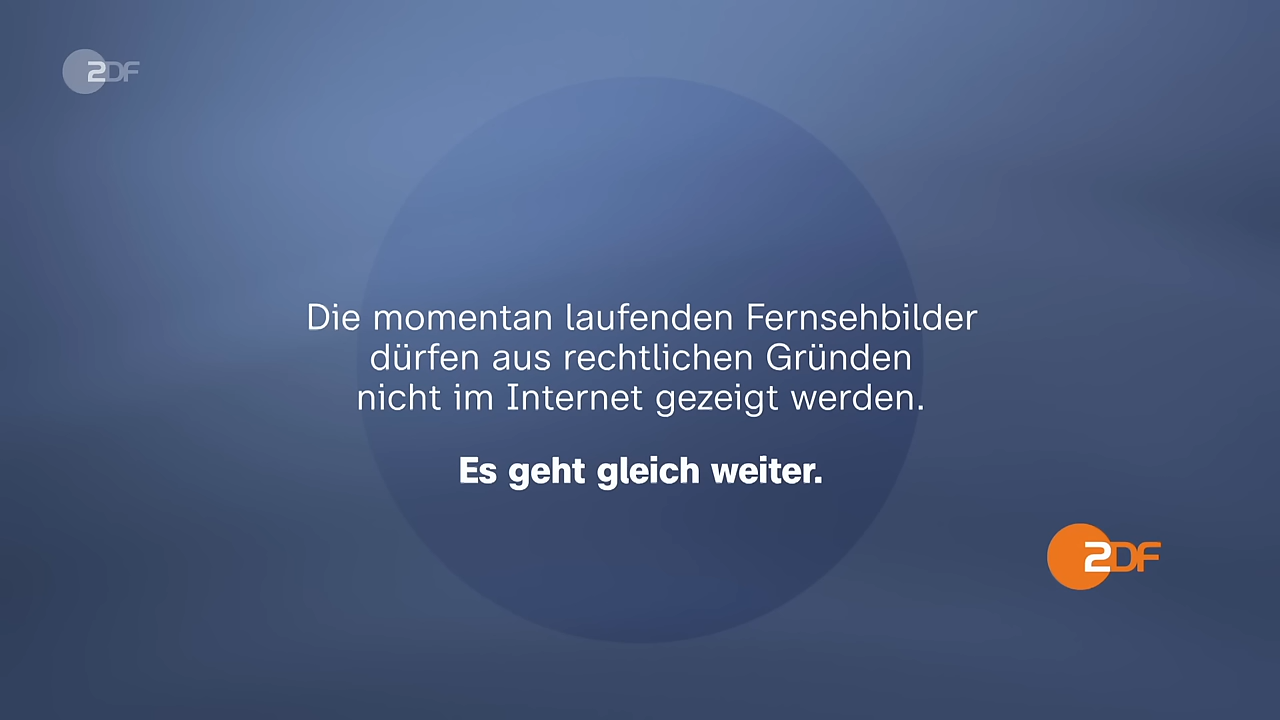 ZDF
Die momentan laufenden Fernsehbilder
dürfen aus rechtlichen Gründen
nicht im Internet gezeigt werden.
Es geht gleich weiter.
ZDF